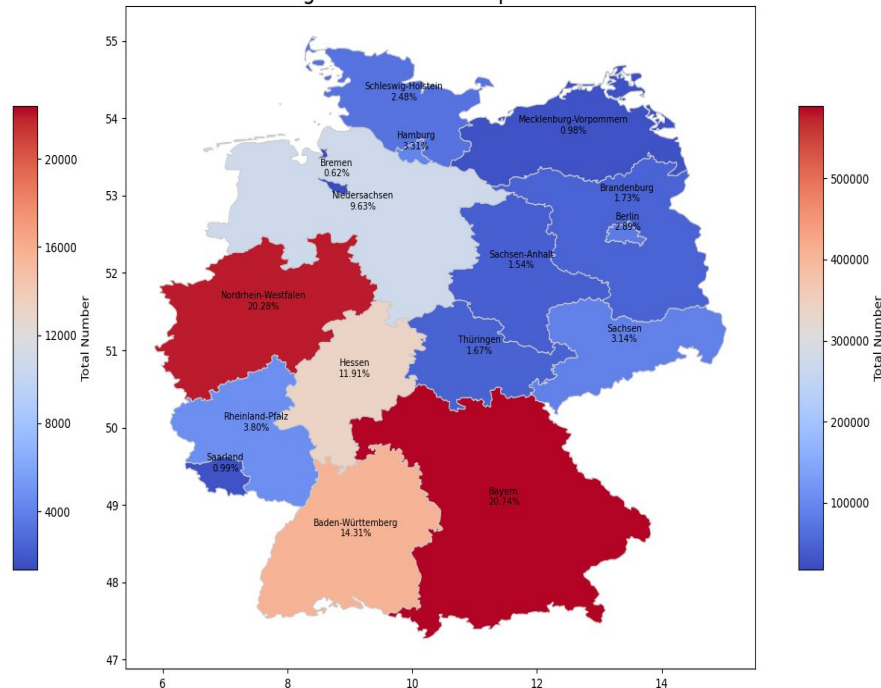 55
54
53
52
51
50
49
48
47
6
8
10
12
14
20000
16000
12000
8000
4000
Total Number
Schleswig-Holstein
2.48%
Hamburg
3.31%
Mecklenburg-Vorpommern
0.98%
Bremen
0.62%
Niedersachsen
9.63%
Brandenburg
1.73%
Berlin
2.89%
Sachsen-Anhalt
1.54%
Nordrhein-Westfalen
20.28%
Sachsen
3.14%
Thüringen
1.67%
Hessen
11.91%
Rheinland-Pfalz
3.80%
Saarland
0.99%
Bayern
20.74%
Baden-Württemberg
14.31%
500000
400000
300000
200000
100000
Total Number